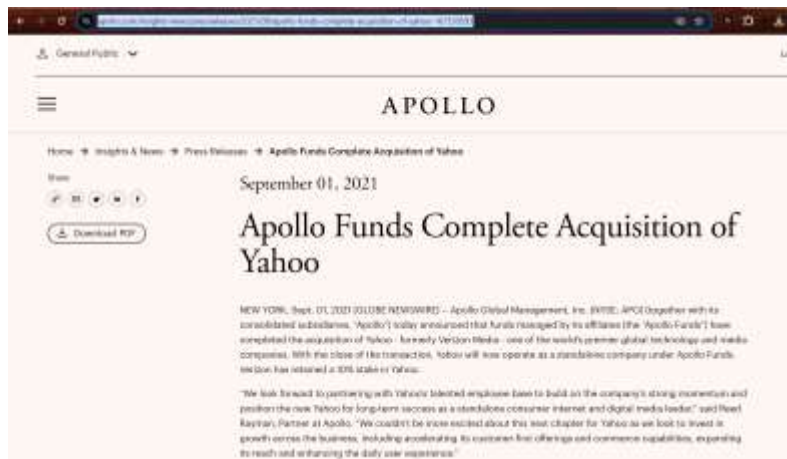 General Public
APOLLO
Home → Insights & News → Press Releases → Apollo Funds Complete Acquisition of Yahoo
Share
September 01, 2021
Download PDF
Apollo Funds Complete Acquisition of
Yahoo
NEW YORK, Sept. 01, 2021 (GLOBE NEWSWIRE) -- Apollo Global Management, Inc. (NYSE: APO) (together with its
consolidated subsidiaries, "Apollo") today announced that funds managed by its affiliates (the "Apollo Funds") have
completed the acquisition of Yahoo - formerly Verizon Media - one of the world's premier global technology and media
companies. With the close of the transaction, Yahoo will now operate as a standalone company under Apollo Funds.
Verizon has retained a 10% stake in Yahoo.
"We look forward to partnering with Yahoo's talented employee base to build on the company's strong momentum and
position the new Yahoo for long-term success as a standalone consumer internet and digital media leader," said Reed
Rayman, Partner at Apollo. "We couldn't be more excited about this next chapter for Yahoo as we look to invest in
growth across the business, including accelerating its customer-first offerings and commerce capabilities, expanding
its reach and enhancing the daily user experience."